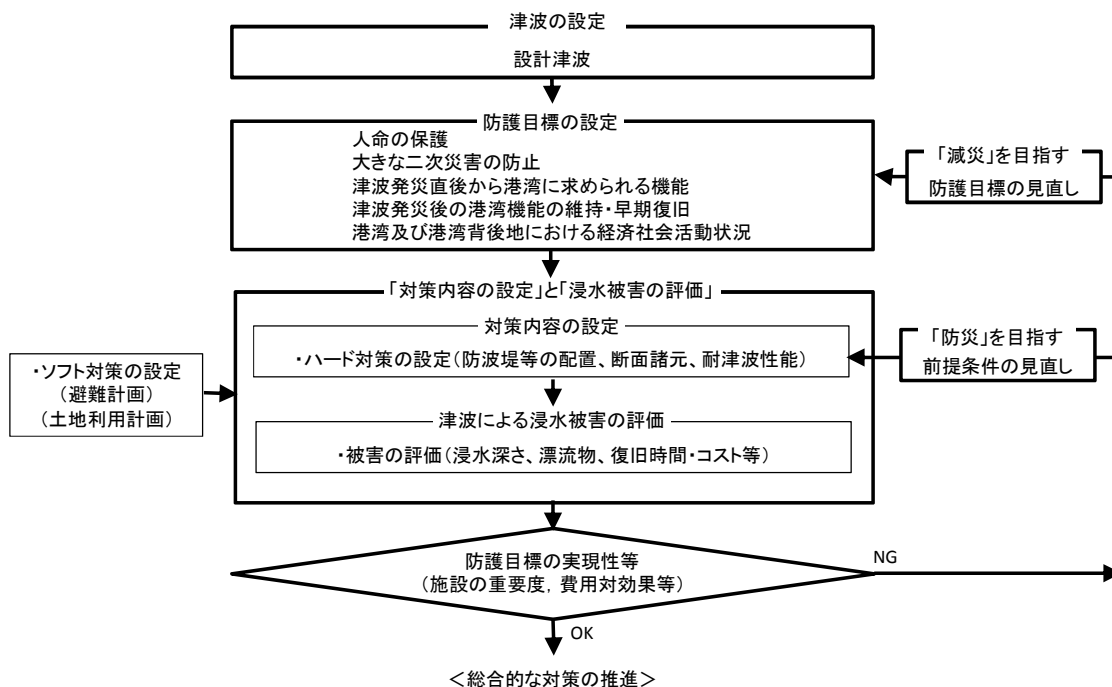 津波の設定
設計津波
防護目標の設定
人命の保護
大きな二次災害の防止
津波発災直後から港湾に求められる機能
津波発災後の港湾機能の維持・早期復旧
港湾及び港湾背後地における経済社会活動状況
「減災」を目指す
防護目標の見直し
「対策内容の設定」と「浸水被害の評価」
対策内容の設定
・ハード対策の設定(防波堤等の配置、断面諸元、耐津波性能)
「防災」を目指す
前提条件の見直し
・ソフト対策の設定
(避難計画)
(土地利用計画)
津波による浸水被害の評価
・被害の評価(浸水深さ、漂流物、復旧時間・コスト等)
防護目標の実現性等
(施設の重要度, 費用対効果等)
NG
OK
<総合的な対策の推進>